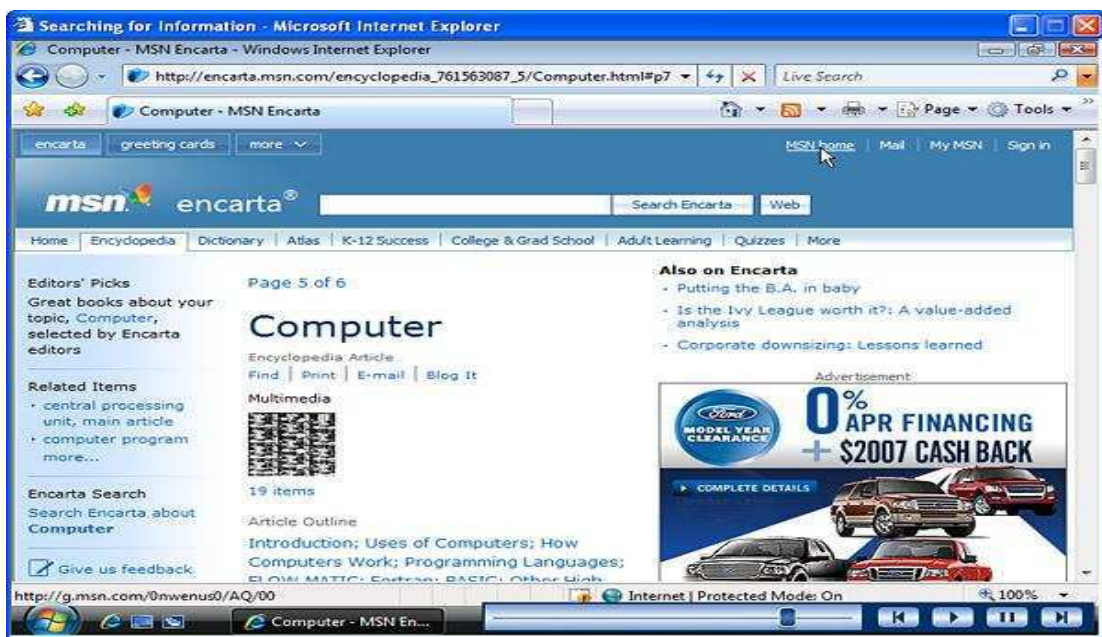 Searching for Information - Microsoft Internet Explorer
Computer - MSN Encarta - Windows Internet Explorer
http://encarta.msn.com/encyclopedia_761563087_5/Computer.html#p7
Live Search
Computer - MSN Encarta
Page
Tools
encarta
greeting cards
more
MSN home | Mail | My MSN | Sign in
msn encarta®
Search Encarta
Web
Home
Encyclopedia
Dictionary | Atlas | K-12 Success | College & Grad School | Adult Learning | Quizzes | More
Editors' Picks
Great books about your
topic, Computer,
selected by Encarta
editors
Related Items
central processing
unit, main article
computer program
more...
Encarta Search
Search Encarta about
Computer
Give us feedback
Page 5 of 6
Computer
Encyclopedia Article
Find | Print | E-mail | Blog It
Multimedia
19 items
Article Outline
Introduction; Uses of Computers; How
Computers Work; Programming Languages;
FLOW-MATIC; Fortran; BASIC; Other High
Also on Encarta
Putting the B.A. in baby
Is the Ivy League worth it?: A value-added
analysis
Corporate downsizing: Lessons learned
Advertisement
Ford
MODEL YEAR
CLEARANCE
0% APR FINANCING
+ $2007 CASH BACK
COMPLETE DETAILS
http://g.msn.com/0nwenus0/AQ/00
Internet | Protected Mode: On
100%
Computer - MSN En...